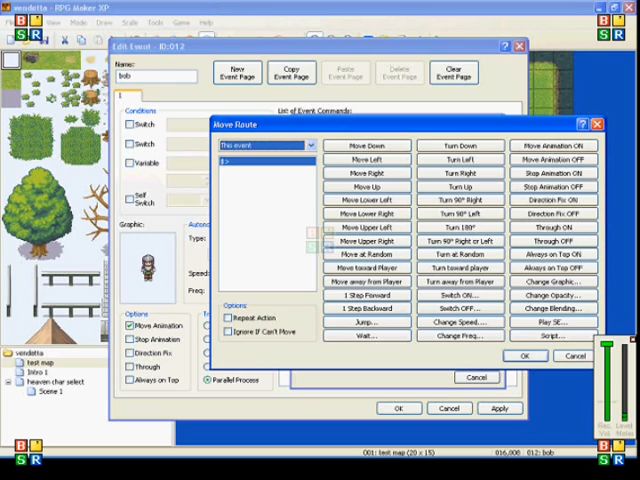 vendetta - RPG Maker XP
View Mode Draw Tools Game Help
Edit Event - ID:012
Name:
bob
New Event Page
Copy Event Page
Paste Event Page
Delete Event Page
Clear Event Page
1
Conditions
Switch
Switch
Variable
Self Switch
List of Event Commands:
Graphic:
Autono
Type:
Speed:
Freq:
Options
Move Animation
Stop Animation
Direction Fix
Through
Always on Top
Parallel Process
Cancel
OK
Cancel
Apply
Move Route
This event
$>
Options
Repeat Action
Ignore If Can't Move
Move Down
Move Left
Move Right
Move Up
Move Lower Left
Move Lower Right
Move Upper Left
Move Upper Right
Move at Random
Move toward Player
Move away from Player
1 Step Forward
1 Step Backward
Jump...
Wait...
Turn Down
Turn Left
Turn Right
Turn Up
Turn 90° Right
Turn 90° Left
Turn 180°
Turn 90° Right or Left
Turn at Random
Turn toward player
Turn away from Player
Switch ON...
Switch OFF...
Change Speed...
Change Freq...
Move Animation ON
Move Animation OFF
Stop Animation ON
Stop Animation OFF
Direction Fix ON
Direction Fix OFF
Through ON
Through OFF
Always on Top ON
Always on Top OFF
Change Graphic...
Change Opacity...
Change Blending...
Play SE...
Script...
OK
Cancel
vendetta
test map
Intro 1
heaven char select
Scene 1
Rec. Vol
Level Meter
001: test map (20 x 15)
016,008
012: bob
B
S R
B
S R
B
S R
B
S R
B
S R